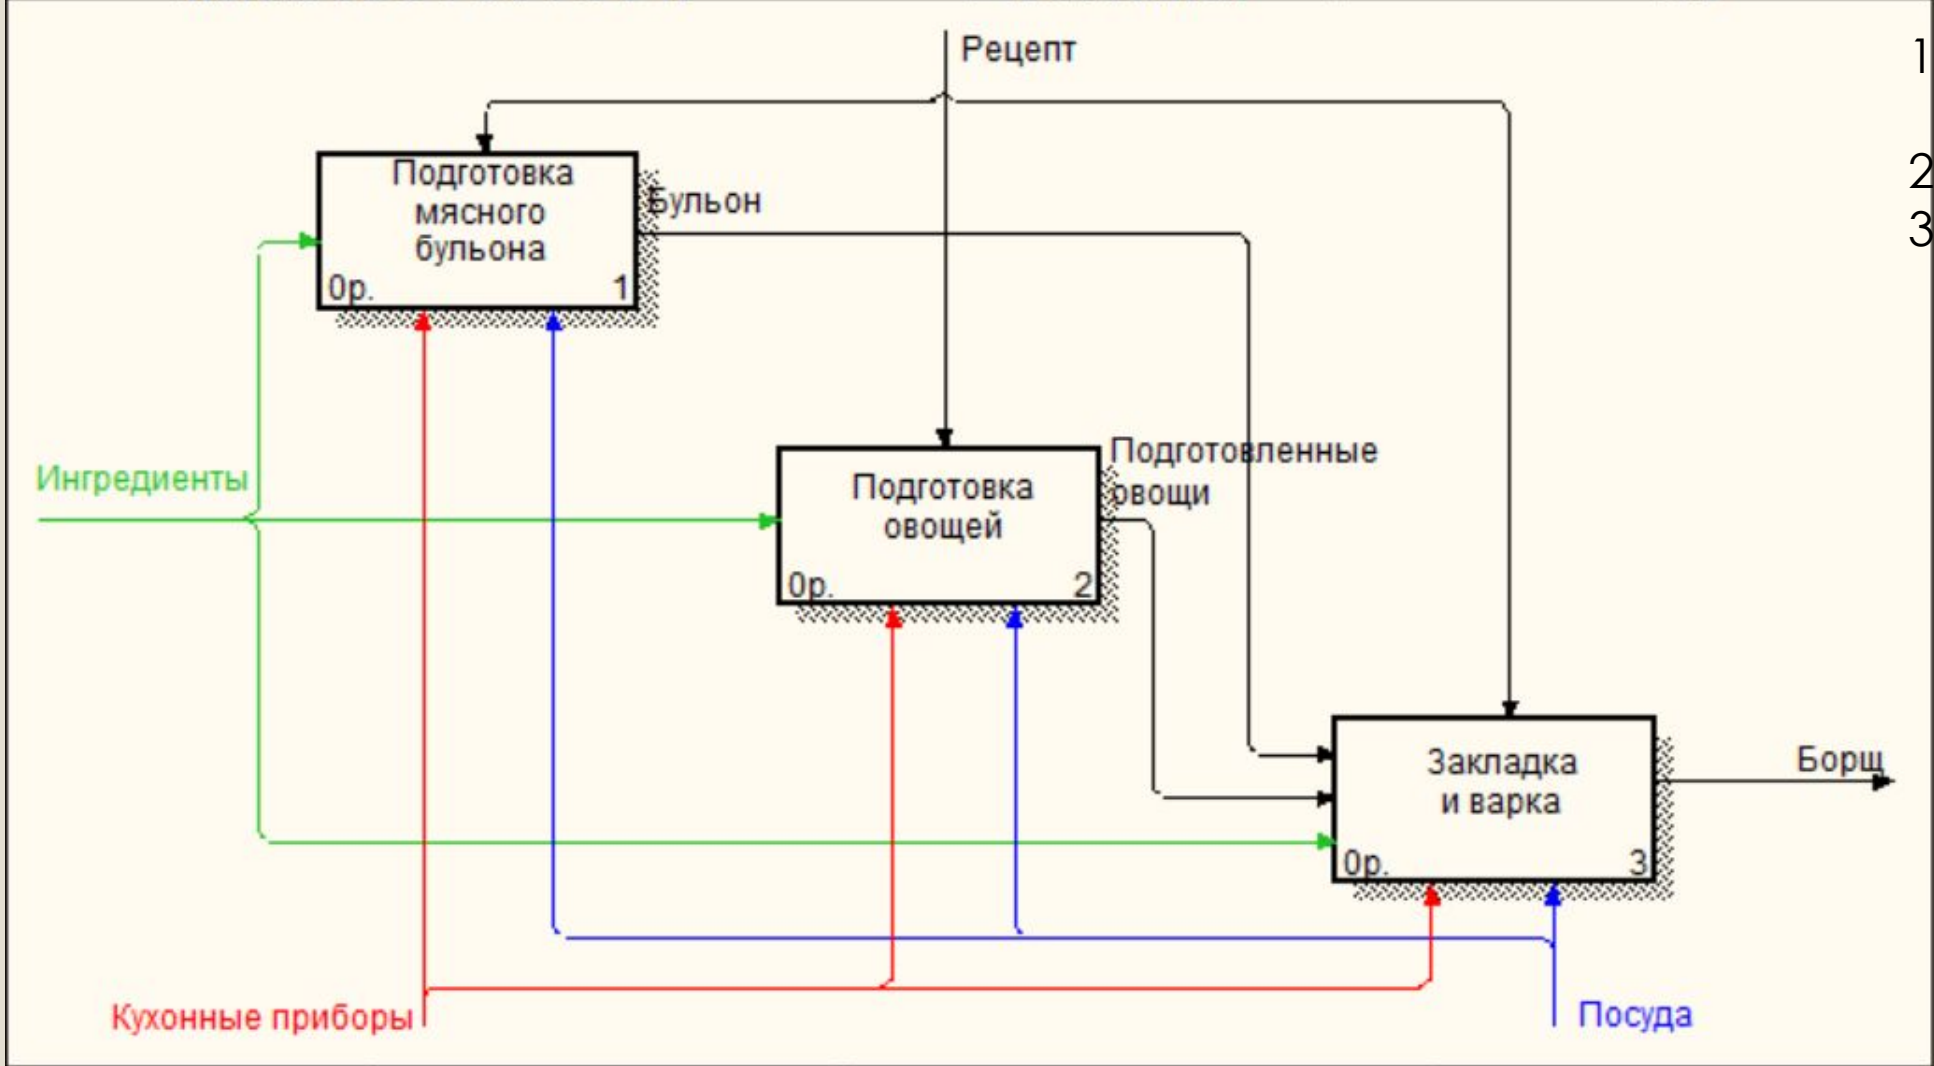 Рецепт
1
Подготовка
мясного
бульона
0р.
1
Бульон
2
3
Ингредиенты
Подготовка
овощей
0р.
2
Подготовленные
овощи
Закладка
и варка
0р.
3
Борщ
Кухонные приборы
Посуда